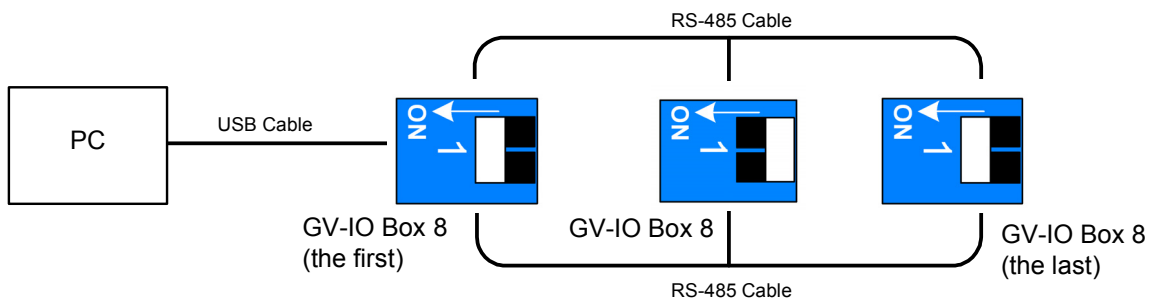 RS-485 Cable
PC
USB Cable
ON
1
ON
1
ON
1
GV-IO Box 8
(the first)
GV-IO Box 8
GV-IO Box 8
(the last)
RS-485 Cable